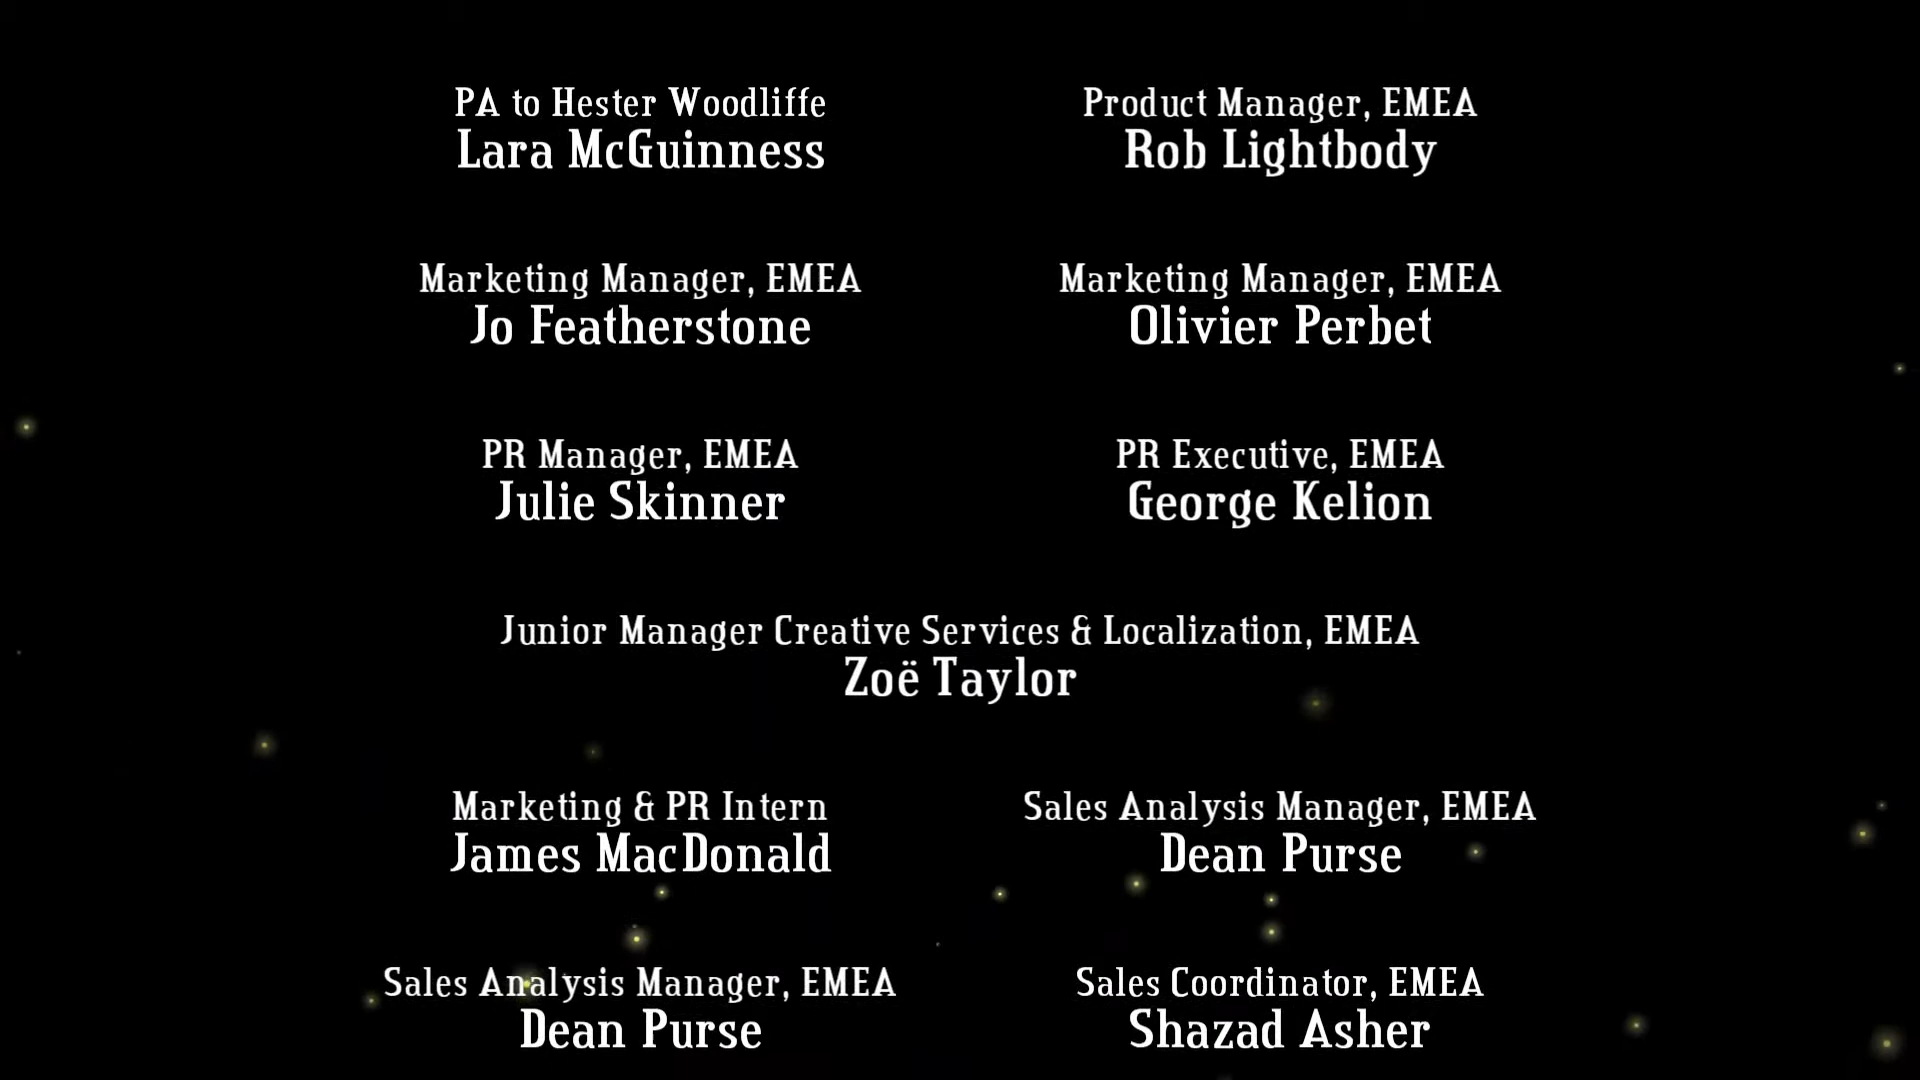 PA to Hester Woodliffe
Lara McGuinness
Product Manager, EMEA
Rob Lightbody
Marketing Manager, EMEA
Jo Featherstone
Marketing Manager, EMEA
Olivier Perbet
PR Manager, EMEA
Julie Skinner
PR Executive, EMEA
George Kelion
Junior Manager Creative Services & Localization, EMEA
Zoë Taylor
Marketing & PR Intern
James MacDonald
Sales Analysis Manager, EMEA
Dean Purse
Sales Analysis Manager, EMEA
Dean Purse
Sales Coordinator, EMEA
Shazad Asher